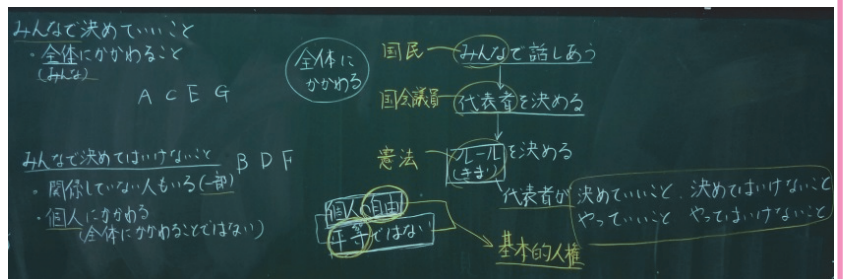 みんなで決めていいこと
・全体にかかわること
(みんな)
A C E G
みんなで決めてはいけないこと B D F
・関係していない人もいる(一部)
・個人にかかわる
(全体にかかわることではない)
全体に
かかわる
国民 みんなで話しあう
国会議員 代表者を決める
憲法 ルールを決める
(きまり)
代表者が 決めていいこと、決めてはいけないこと
やっていいこと やってはいけないこと
個人の自由
平等ではない
基本的人権